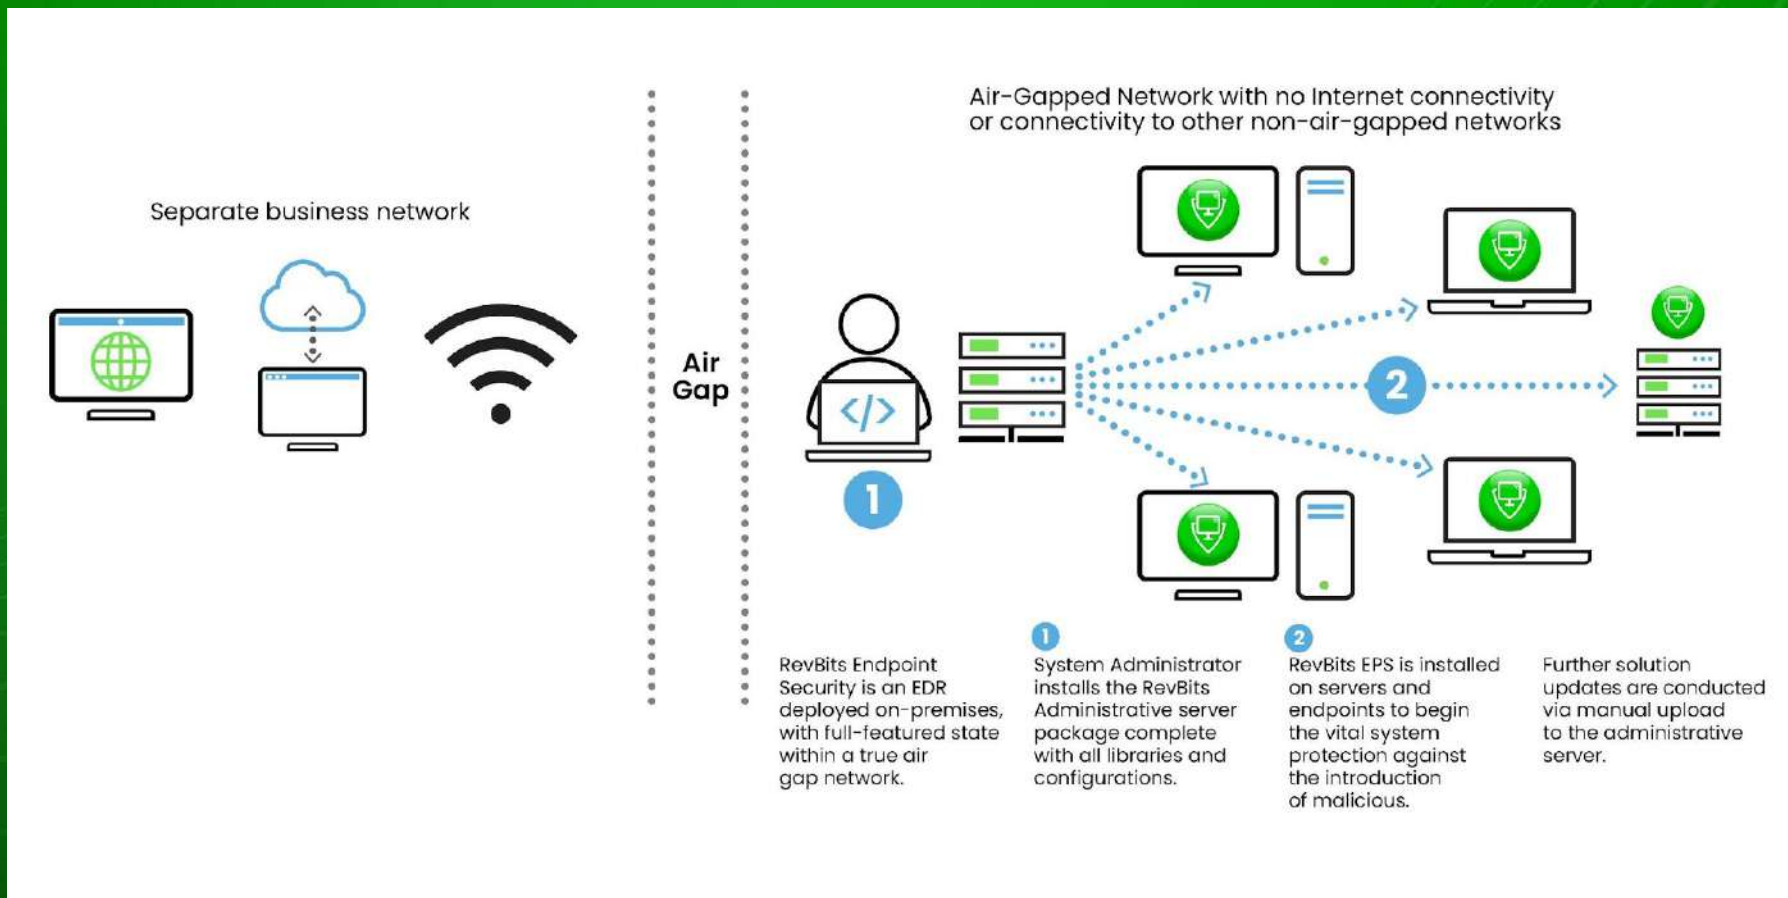 Air-Gapped Network with no Internet connectivity
or connectivity to other non-air-gapped networks
Separate business network
Air
Gap
</>
1
2
RevBits Endpoint
Security is an EDR
deployed on-premises,
with full-featured state
within a true air
gap network.
1
System Administrator
installs the RevBits
Administrative server
package complete
with all libraries and
configurations.
2
RevBits EPS is installed
on servers and
endpoints to begin
the vital system
protection against
the introduction
of malicious.
Further solution
updates are conducted
via manual upload
to the administrative
server.